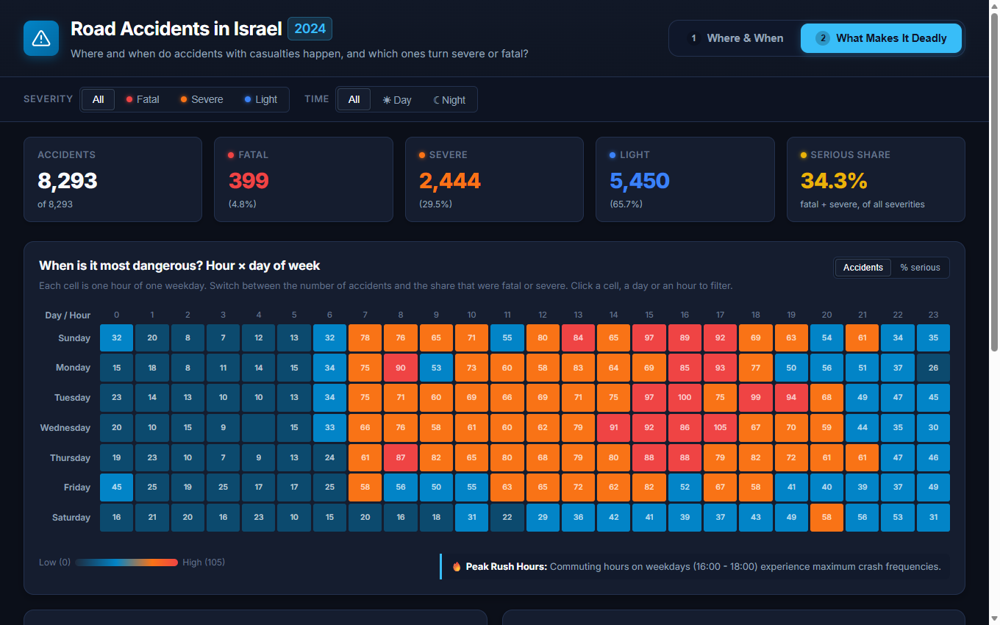 Road Accidents in Israel 2024
Where and when do accidents with casualties happen, and which ones turn severe or fatal?
1 Where & When
2 What Makes It Deadly
SEVERITY All Fatal Severe Light TIME All ☀ Day ☾ Night
ACCIDENTS
8,293
of 8,293
FATAL
399
(4.8%)
SEVERE
2,444
(29.5%)
LIGHT
5,450
(65.7%)
SERIOUS SHARE
34.3%
fatal + severe, of all severities
When is it most dangerous? Hour × day of week
Each cell is one hour of one weekday. Switch between the number of accidents and the share that were fatal or severe. Click a cell, a day or an hour to filter.
Accidents % serious
Day / Hour 0 1 2 3 4 5 6 7 8 9 10 11 12 13 14 15 16 17 18 19 20 21 22 23
Sunday 32 20 8 7 12 13 32 78 76 65 71 55 80 84 65 97 89 92 69 63 54 61 34 35
Monday 15 18 8 11 14 15 34 75 90 53 73 60 58 83 64 69 85 93 77 50 56 51 37 26
Tuesday 23 14 13 10 10 13 34 75 71 60 69 66 69 71 75 97 100 75 99 94 68 49 47 45
Wednesday 20 10 15 9 15 33 66 76 58 61 60 62 79 91 92 86 105 67 70 59 44 35 30
Thursday 19 23 10 7 9 13 24 61 87 82 65 80 68 79 80 88 88 79 82 72 61 61 47 46
Friday 45 25 19 25 17 17 25 58 56 50 55 63 65 72 62 82 52 67 58 41 40 39 37 49
Saturday 16 21 20 16 23 10 15 20 16 18 31 22 29 36 42 41 39 37 43 49 58 56 53 31
Low (0) High (105)
🔥 Peak Rush Hours: Commuting hours on weekdays (16:00 - 18:00) experience maximum crash frequencies.